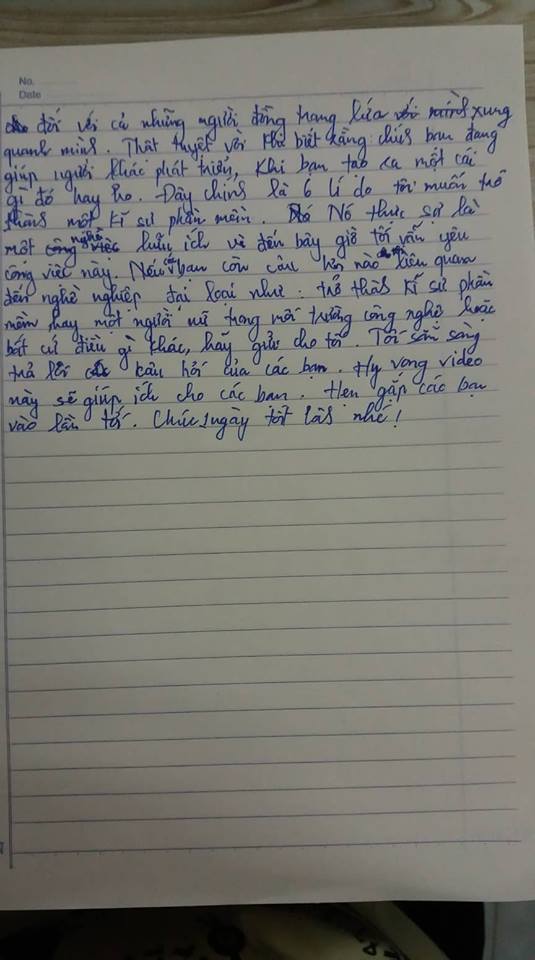 No.
Date
đối với cả những người đồng trang lứa với mình xung
quanh mình. Thật tuyệt vời khi biết rằng chính bạn đang
giúp người khác phát triển, khi bạn tạo ra một cái
gì đó hay ho. Đây chính là 6 lí do tôi muốn trở
thành một kĩ sư phần mềm. Nó thực sự là
một công nghề việc hữu ích và đến bây giờ tôi vẫn yêu
công việc này. Nếu các bạn còn câu hỏi nào liên quan
đến nghề nghiệp đại loại như: trở thành kĩ sư phần
mềm hay một người nữ trong môi trường công nghệ hoặc
bất cứ điều gì khác, hãy gửi cho tôi. Tôi sẵn sàng
trả lời câu hỏi của các bạn. Hy vọng video
này sẽ giúp ích cho các bạn. Hẹn gặp các bạn
vào lần tới. Chúc 1 ngày tốt lành nhé!